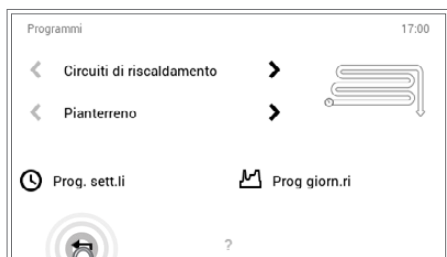 Programmi 17:00
Circuiti di riscaldamento
Pianterreno
Prog. sett.li Prog giorn.ri
?